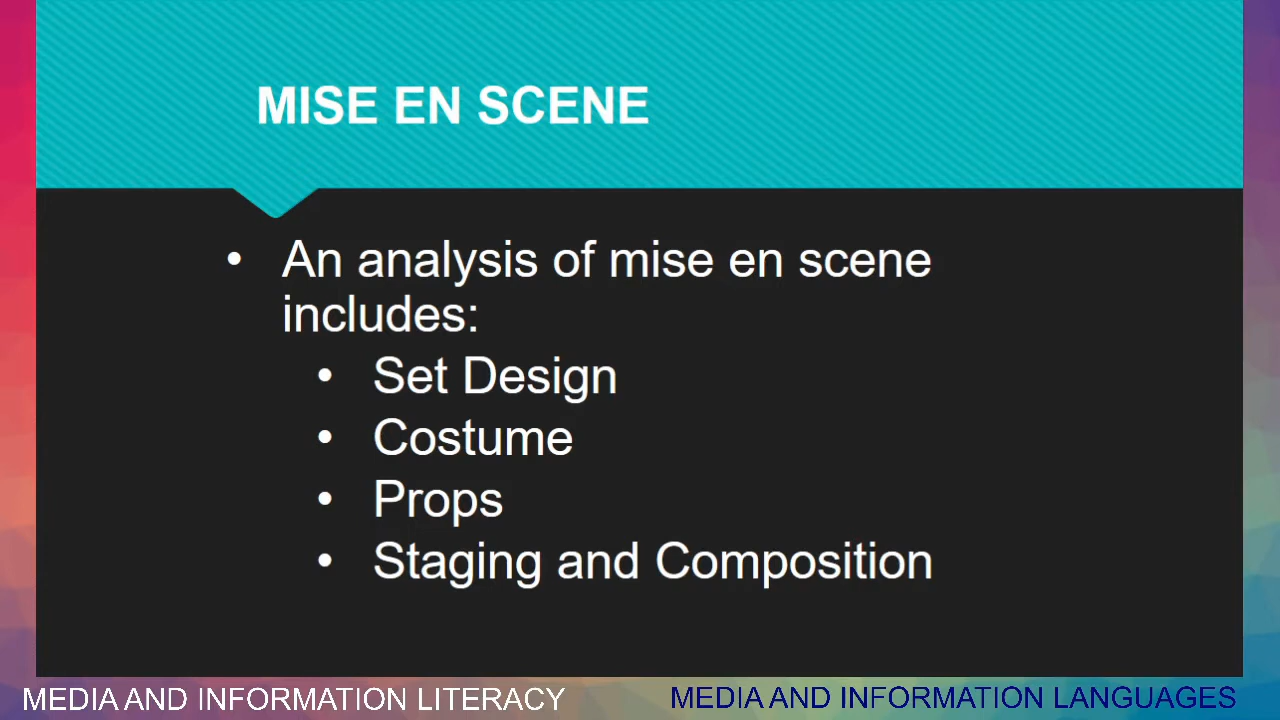 MISE EN SCENE
• An analysis of mise en scene
includes:
• Set Design
• Costume
• Props
• Staging and Composition
MEDIA AND INFORMATION LITERACY
MEDIA AND INFORMATION LANGUAGES